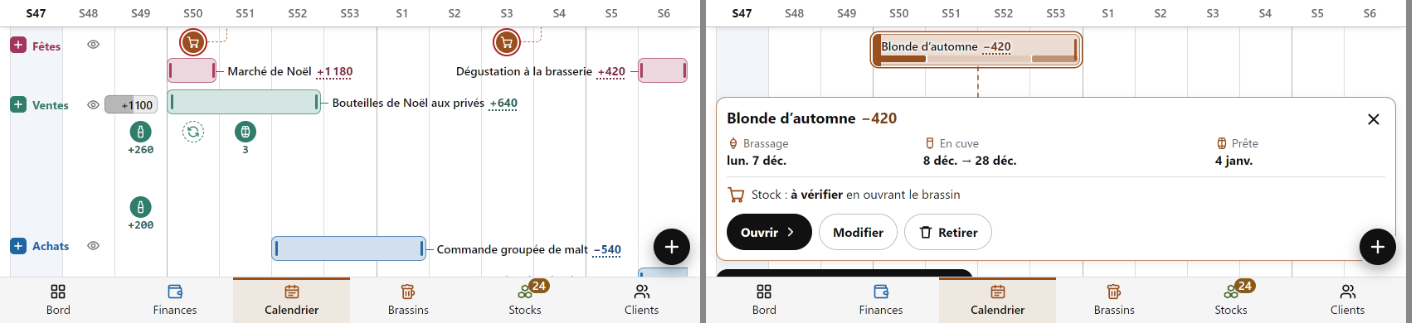 S47 S48 S49 S50 S51 S52 S53 S1 S2 S3 S4 S5 S6
Fêtes
Marché de Noël +1 180
Dégustation à la brasserie +420
Ventes
+1100
Bouteilles de Noël aux privés +640
+260
3
+200
Achats
Commande groupée de malt −540
Bord
Finances
Calendrier
Brassins
24
Stocks
Clients
S47 S48 S49 S50 S51 S52 S53 S1 S2 S3 S4 S5 S6
Blonde d’automne −420
Blonde d’automne −420
Brassage
lun. 7 déc.
En cuve
8 déc. → 28 déc.
Prête
4 janv.
Stock : à vérifier en ouvrant le brassin
Ouvrir
Modifier
Retirer
Bord
Finances
Calendrier
Brassins
24
Stocks
Clients